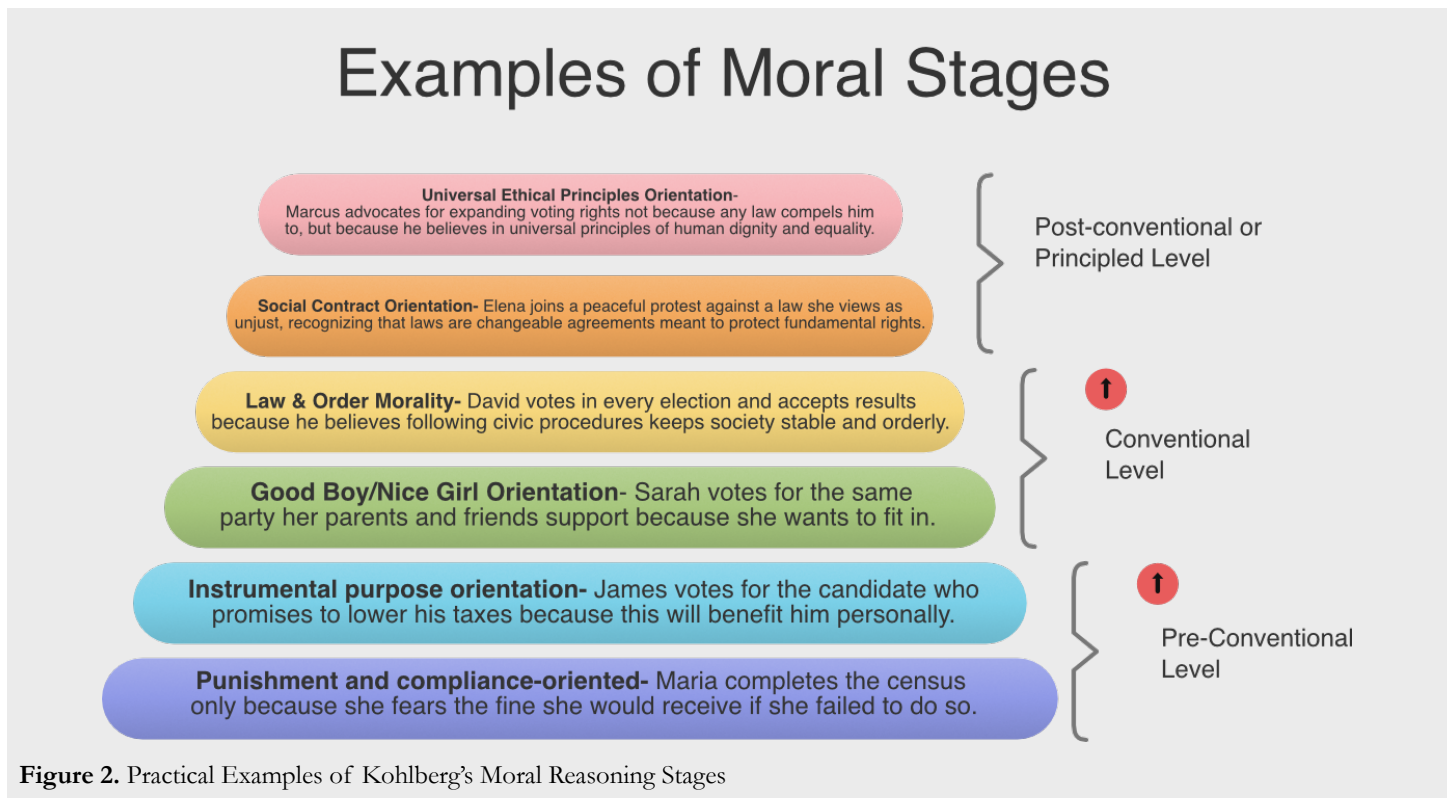 Examples of Moral Stages
Universal Ethical Principles Orientation-
Marcus advocates for expanding voting rights not because any law compels him
to, but because he believes in universal principles of human dignity and equality.
Post-conventional or
Principled Level
Social Contract Orientation- Elena joins a peaceful protest against a law she views as
unjust, recognizing that laws are changeable agreements meant to protect fundamental rights.
Law & Order Morality- David votes in every election and accepts results
because he believes following civic procedures keeps society stable and orderly.
Conventional
Level
Good Boy/Nice Girl Orientation- Sarah votes for the same
party her parents and friends support because she wants to fit in.
Instrumental purpose orientation- James votes for the candidate who
promises to lower his taxes because this will benefit him personally.
Pre-Conventional
Level
Punishment and compliance-oriented- Maria completes the census
only because she fears the fine she would receive if she failed to do so.
Figure 2. Practical Examples of Kohlberg's Moral Reasoning Stages